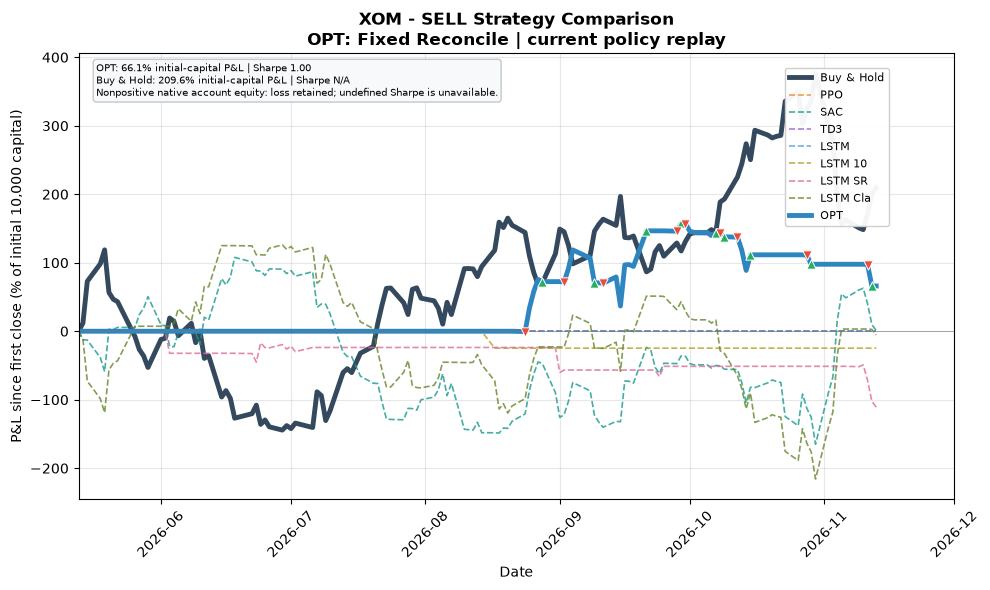 XOM - SELL Strategy Comparison
OPT: Fixed Reconcile | current policy replay
OPT: 66.1% initial-capital P&L | Sharpe 1.00
Buy & Hold: 209.6% initial-capital P&L | Sharpe N/A
Nonpositive native account equity: loss retained; undefined Sharpe is unavailable.
Buy & Hold
PPO
SAC
TD3
LSTM
LSTM 10
LSTM SR
LSTM Cla
OPT
P&L since first close (% of initial 10,000 capital)
400
300
200
100
0
−100
−200
2026-06
2026-07
2026-08
2026-09
2026-10
2026-11
2026-12
Date